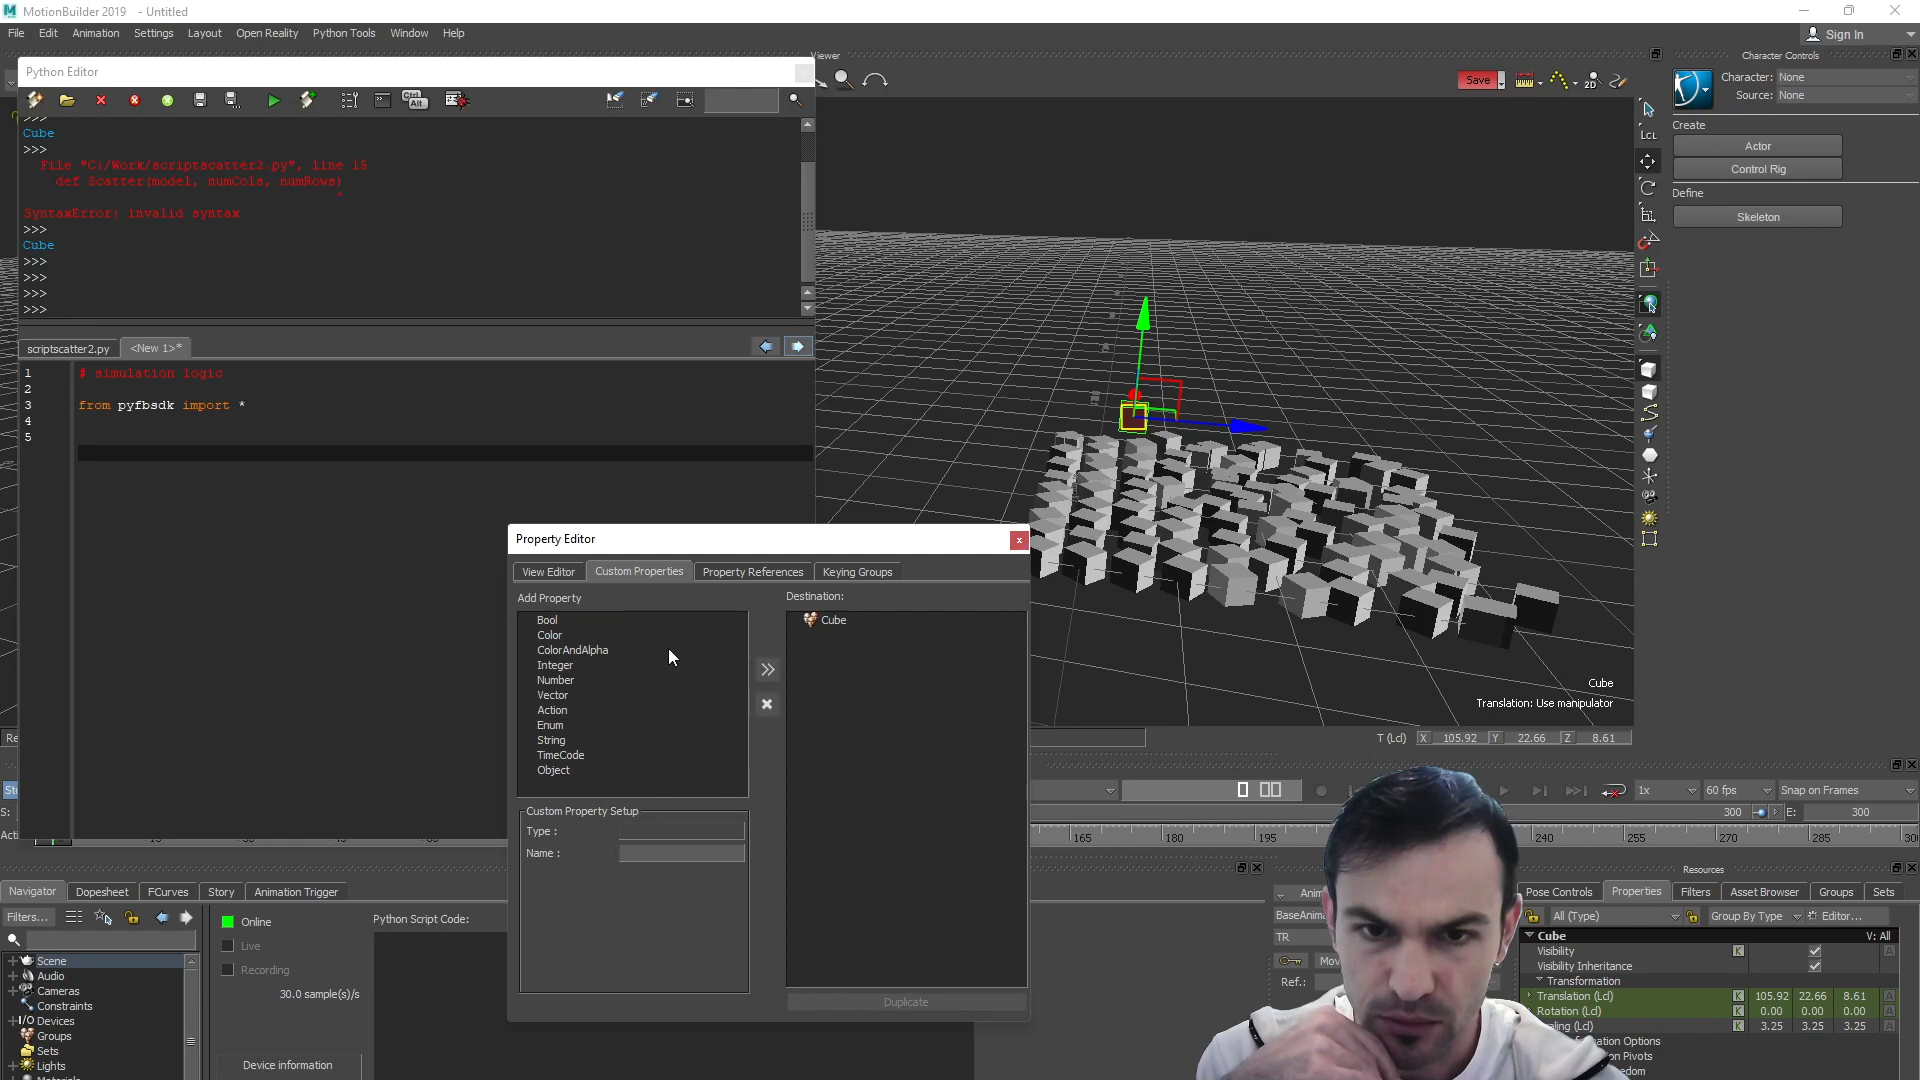 MotionBuilder 2019 - Untitled
File Edit Animation Settings Layout Open Reality Python Tools Window Help
Sign In
Python Editor
Viewer
Character Controls
Save
2D
Character: None
Source: None
Ctrl Alt
>>>
Cube
>>>
File "C:/Work/scriptscatter2.py", line 15
def Scatter(model, numCols, numRows)
^
SyntaxError: invalid syntax
>>>
Cube
>>>
>>>
>>>
>>>
LCL
Create
Actor
Control Rig
Define
Skeleton
scriptscatter2.py <New 1>*
1 # simulation logic
2
3 from pyfbsdk import *
4
5
Property Editor
x
View Editor Custom Properties Property References Keying Groups
Add Property
Destination:
Bool
Color
ColorAndAlpha
Integer
Number
Vector
Action
Enum
String
TimeCode
Object
Cube
Custom Property Setup
Type :
Name :
Duplicate
Cube
Translation: Use manipulator
T (Lcl) X 105.92 Y 22.66 Z 8.61
1x 60 fps Snap on Frames
S:
300 E: 300
165 180 195 240 255 270 285 300
Navigator Dopesheet FCurves Story Animation Trigger
Filters...
Scene
Audio
Cameras
Constraints
I/O Devices
Groups
Sets
Lights
Online
Live
Recording
30.0 sample(s)/s
Device information
Python Script Code:
TR
Ref.:
Resources
Pose Controls Properties Filters Asset Browser Groups Sets
All (Type) Group By Type Editor...
Cube V: All
Visibility K
Visibility Inheritance
Transformation
Translation (Lcl) K 105.92 22.66 8.61 A
Rotation (Lcl) K 0.00 0.00 0.00 A
K 3.25 3.25 3.25 A
Options
Pivots